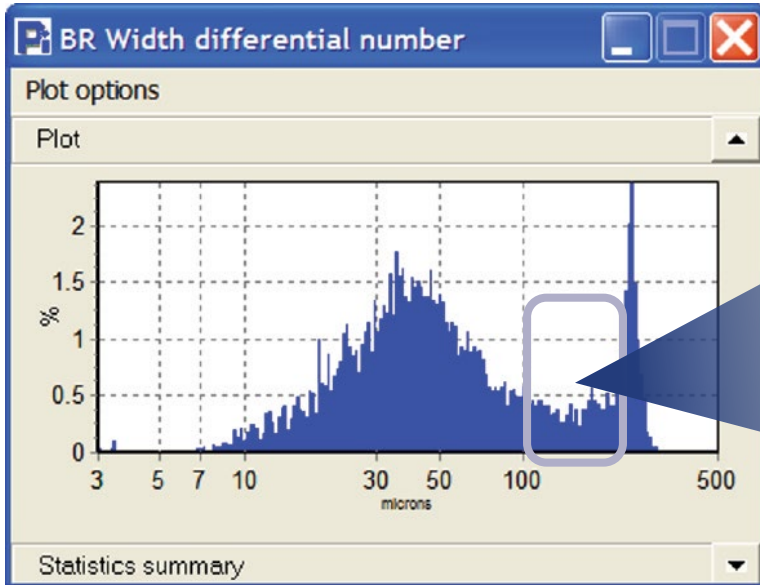 Pi BR Width differential number
Plot options
Plot
2
1.5
1
0.5
0
%
3 5 7 10 30 50 100 500
microns
Statistics summary